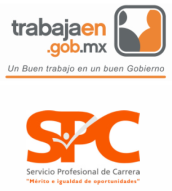 trabajaen
.gob.mx
Un Buen trabajo en un buen Gobierno
SPC
Servicio Profesional de Carrera
"Mérito e igualdad de oportunidades"